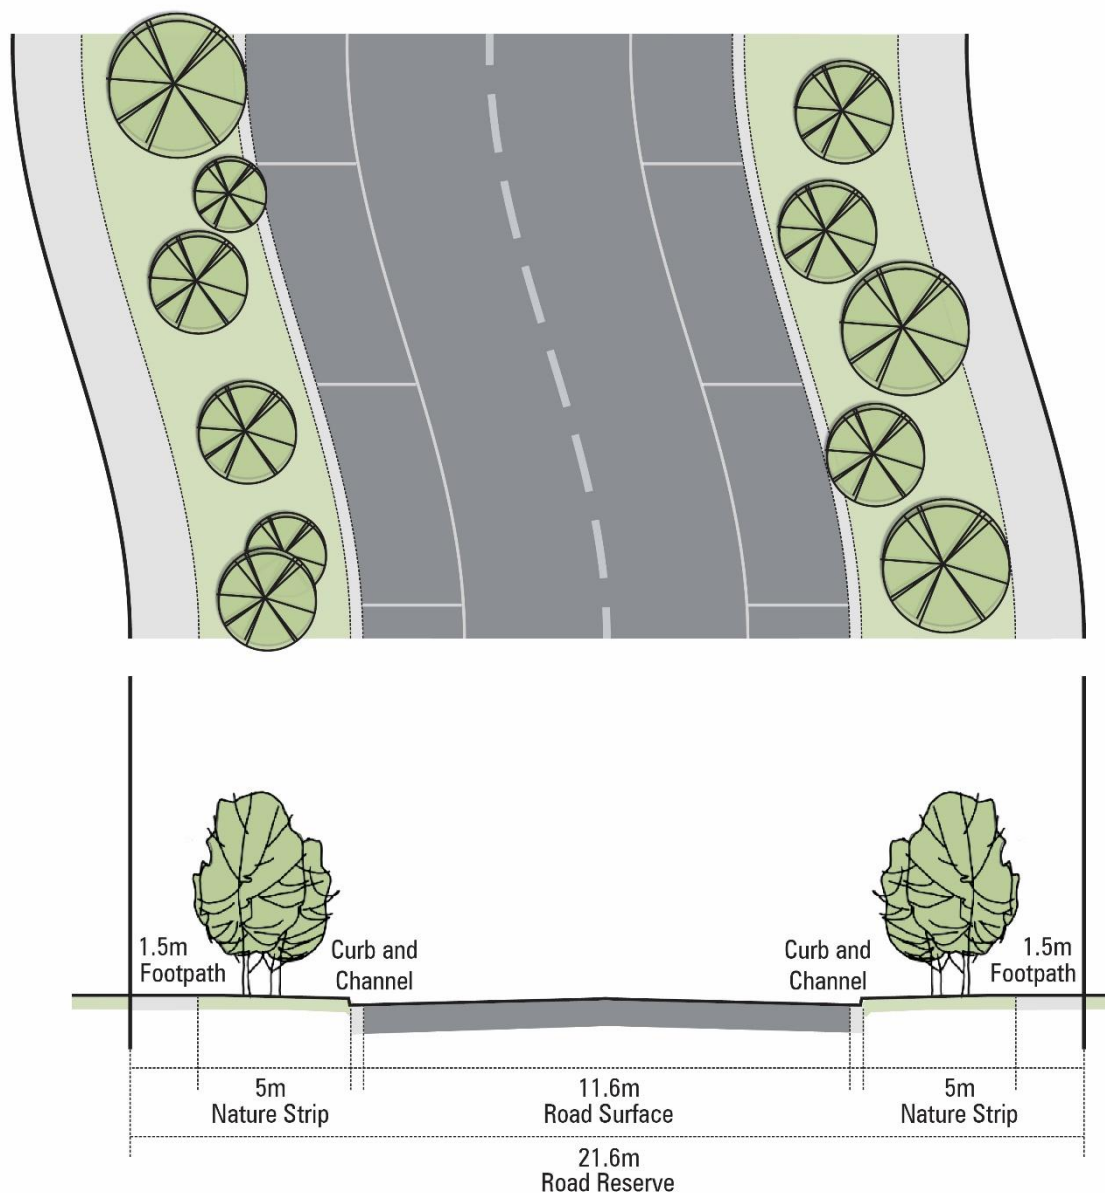 1.5m
Footpath
Curb and
Channel
Curb and
Channel
1.5m
Footpath
5m
Nature Strip
11.6m
Road Surface
5m
Nature Strip
21.6m
Road Reserve